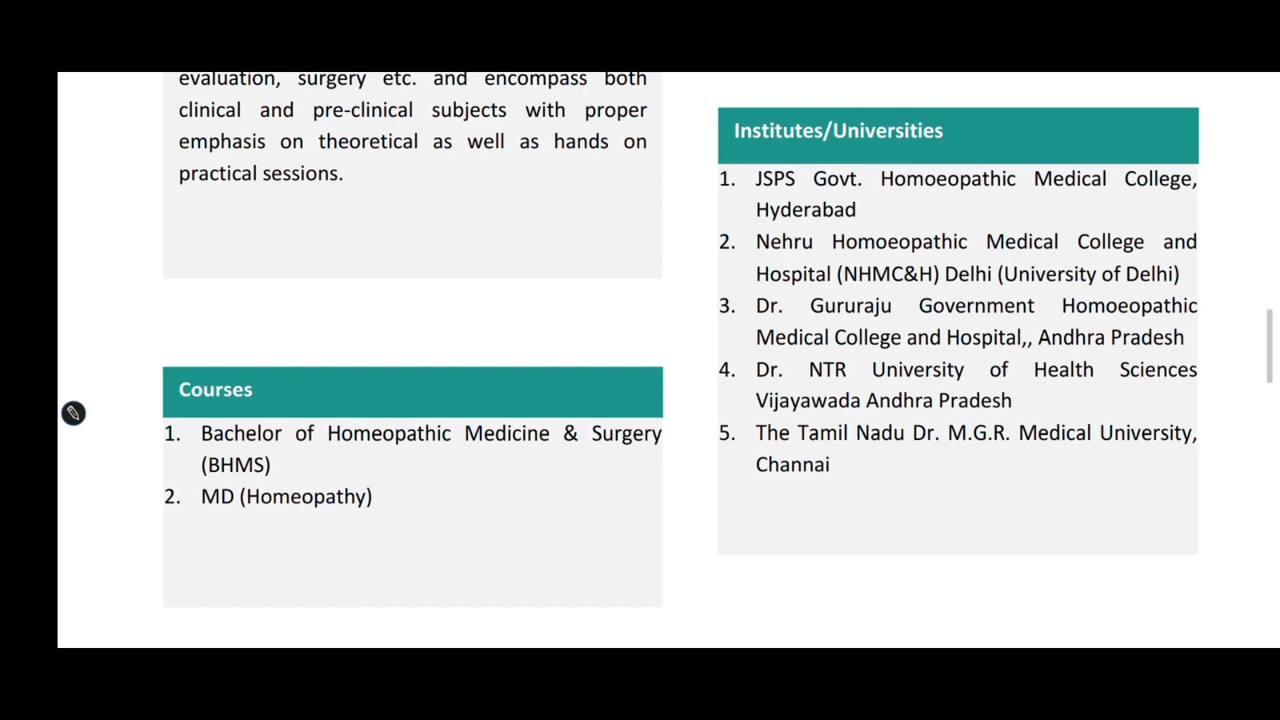 evaluation, surgery etc. and encompass both
clinical and pre-clinical subjects with proper
emphasis on theoretical as well as hands on
practical sessions.
Courses
1. Bachelor of Homeopathic Medicine & Surgery
(BHMS)
2. MD (Homeopathy)
Institutes/Universities
1. JSPS Govt. Homoeopathic Medical College,
Hyderabad
2. Nehru Homoeopathic Medical College and
Hospital (NHMC&H) Delhi (University of Delhi)
3. Dr. Gururaju Government Homoeopathic
Medical College and Hospital,, Andhra Pradesh
4. Dr. NTR University of Health Sciences
Vijayawada Andhra Pradesh
5. The Tamil Nadu Dr. M.G.R. Medical University,
Channai